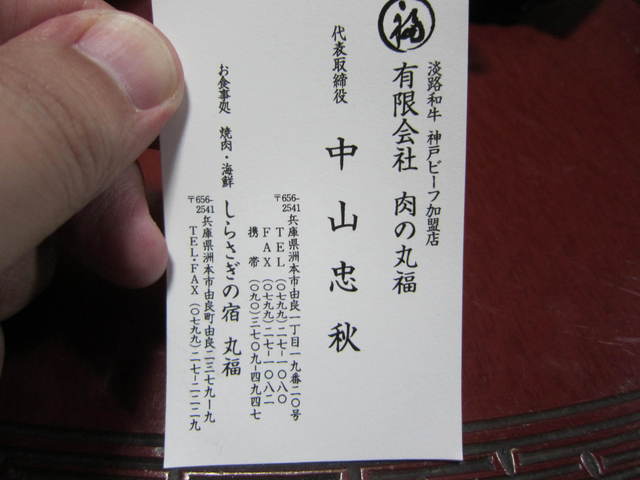 福
淡路和牛 神戸ビーフ加盟店
有限会社 肉の丸福
代表取締役 中山忠秋
〒656-2541 兵庫県洲本市由良一丁目一九番二〇号
TEL (〇七九九)二七-一〇八〇
FAX (〇七九九)二七-一〇八二
携帯 (〇九〇)三七〇九-四九四七
お食事処 焼肉・海鮮 しらさぎの宿 丸福
〒656-2541 兵庫県洲本市由良町由良二三七九-九
TEL・FAX (〇七九九)二七-二二二九